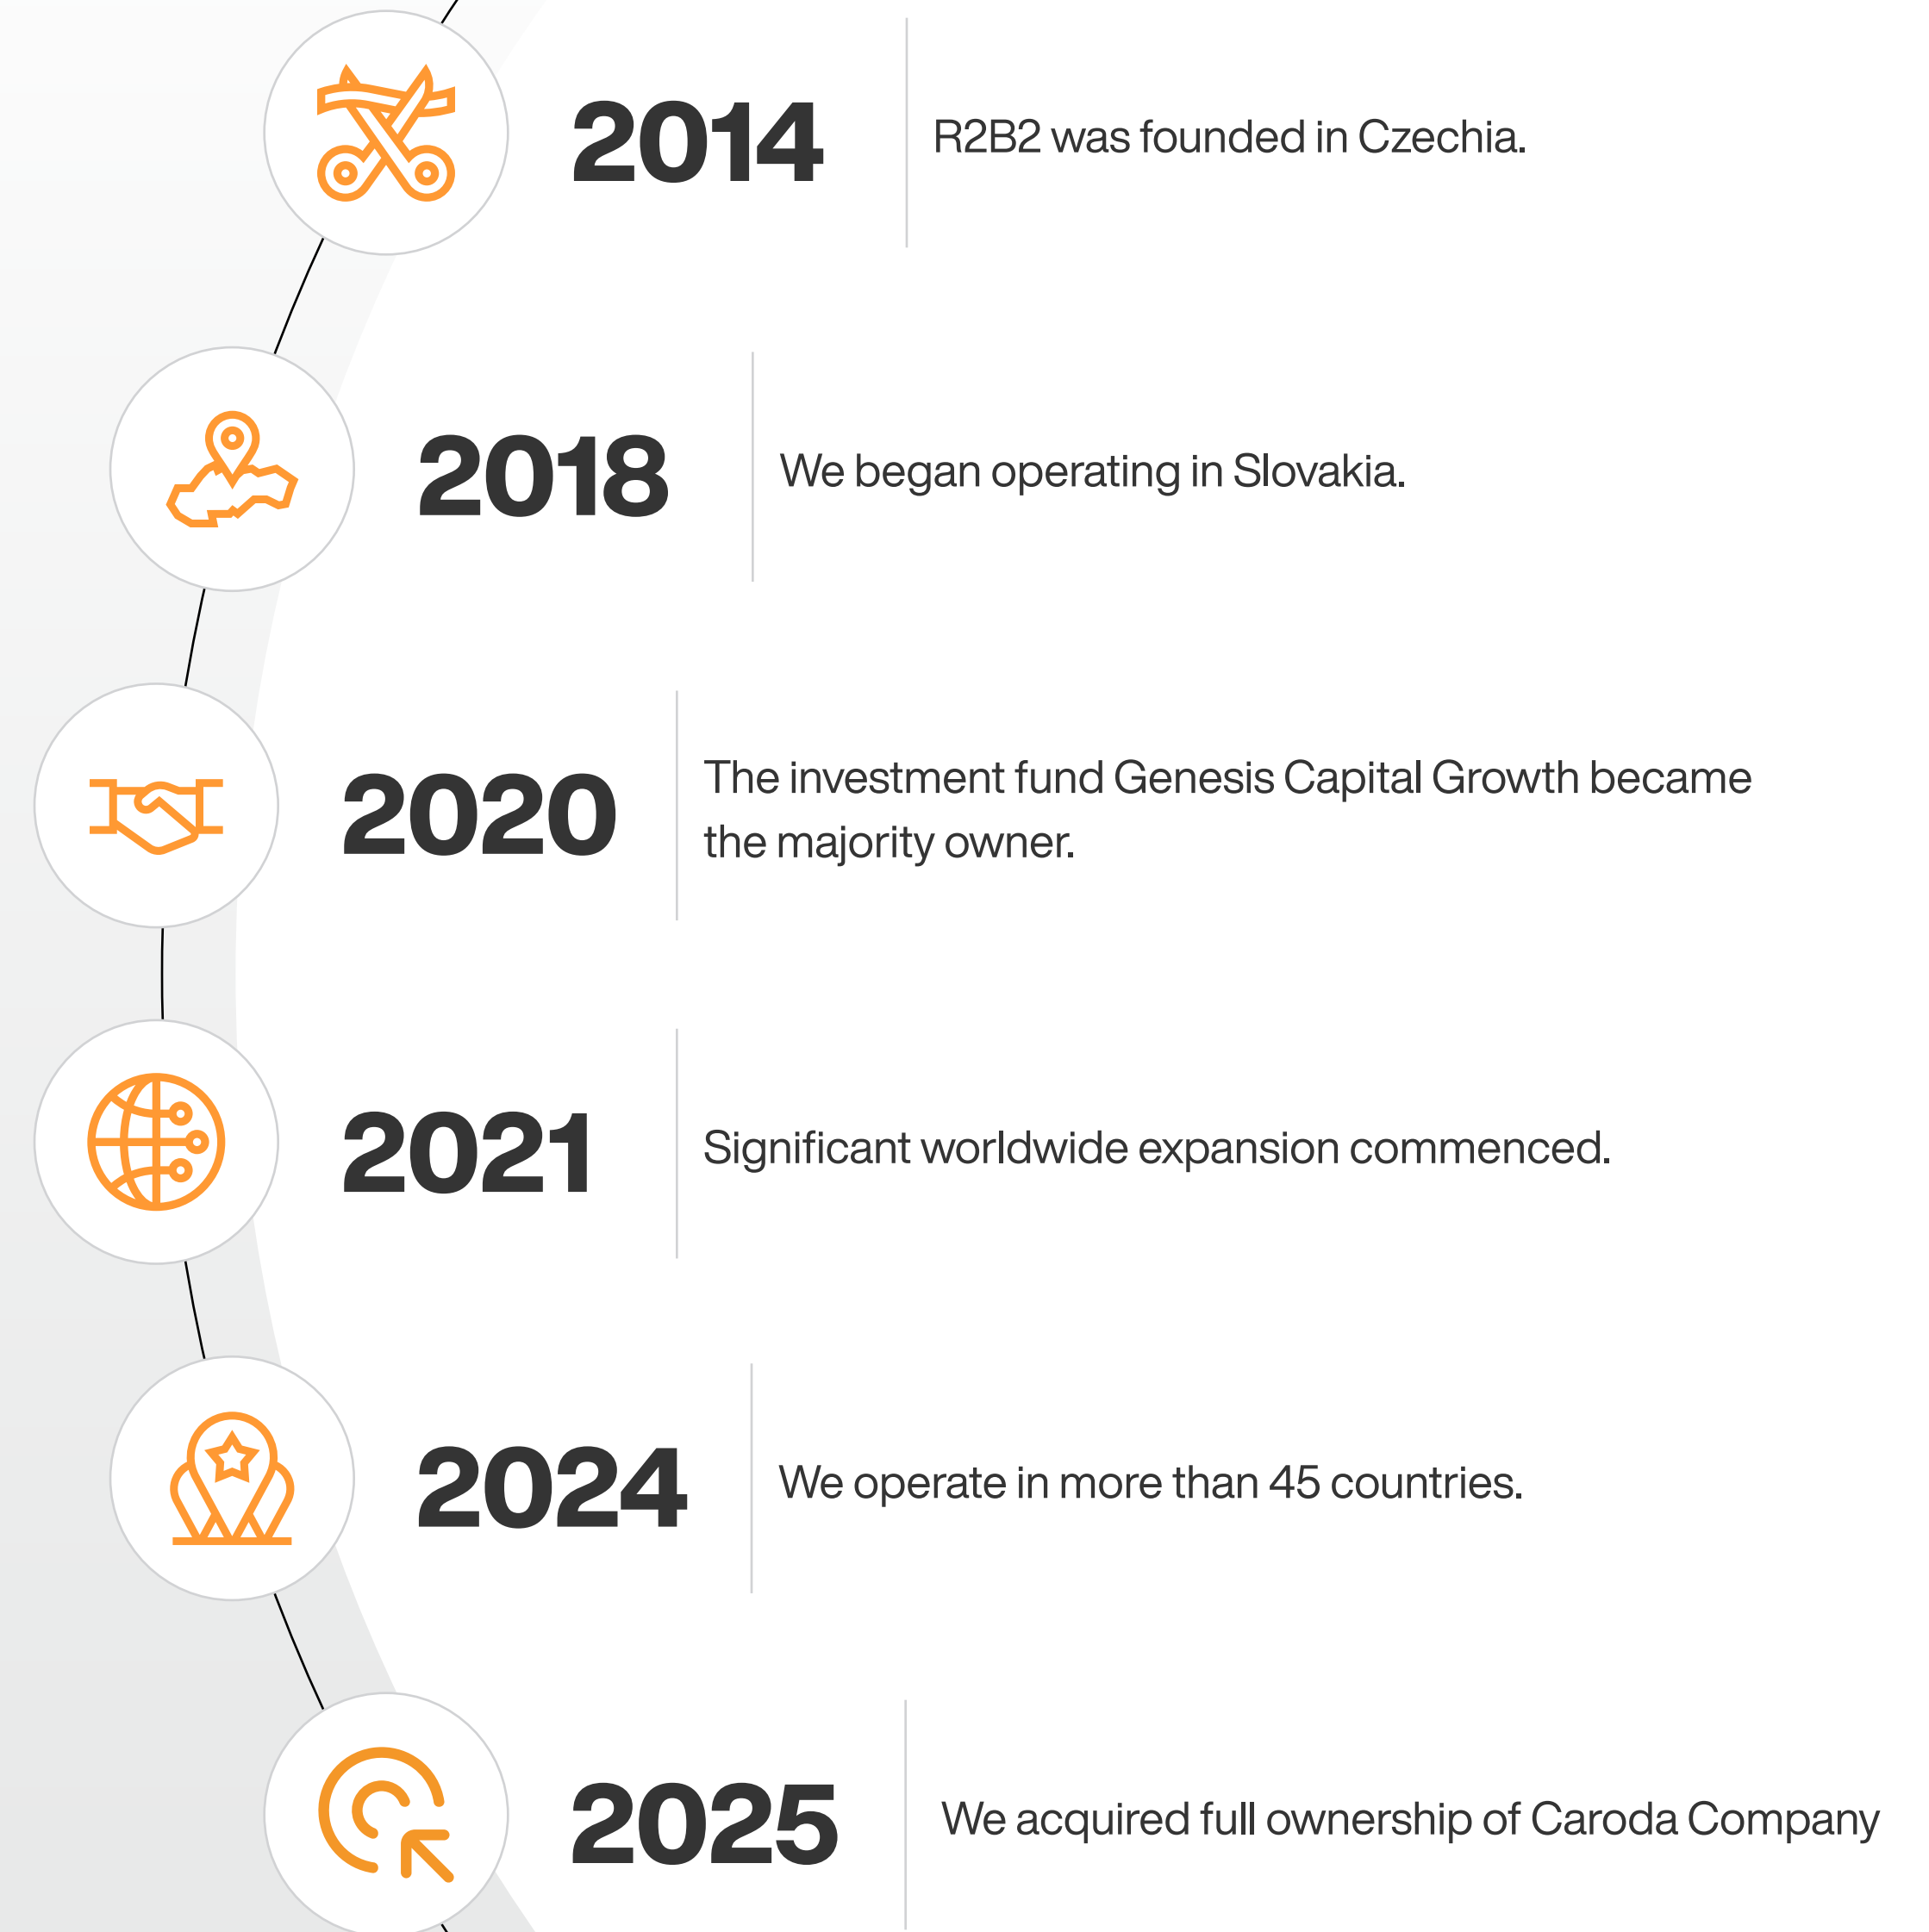 2014
R2B2 was founded in Czechia.
2018
We began operating in Slovakia.
2020
The investment fund Genesis Capital Growth became
the majority owner.
2021
Significant worldwide expansion commenced.
2024
We operate in more than 45 countries.
2025
We acquired full ownership of Caroda Company